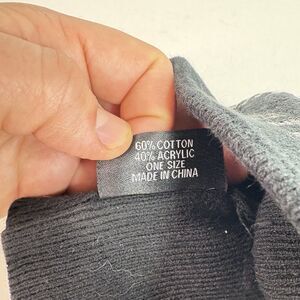 60% COTTON
40% ACRYLIC
ONE SIZE
MADE IN CHINA